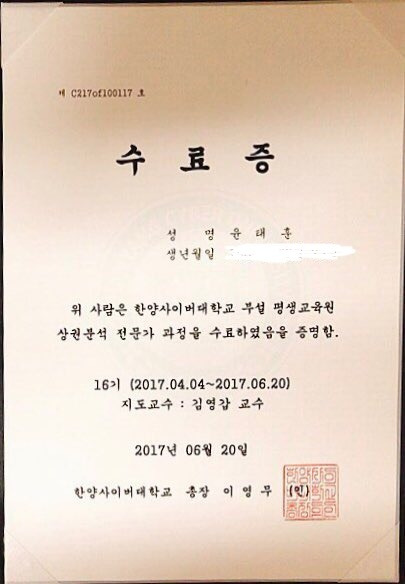 제 C217of100117 호
수 료 증
성 명 윤 태 훈
생년월일
위 사람은 한양사이버대학교 부설 평생교육원
상권분석 전문가 과정을 수료하였음을 증명함.
16기 (2017.04.04~2017.06.20)
지도교수 : 김영갑 교수
2017년 06월 20일
한양사이버대학교 총장 이 영 무 (인)